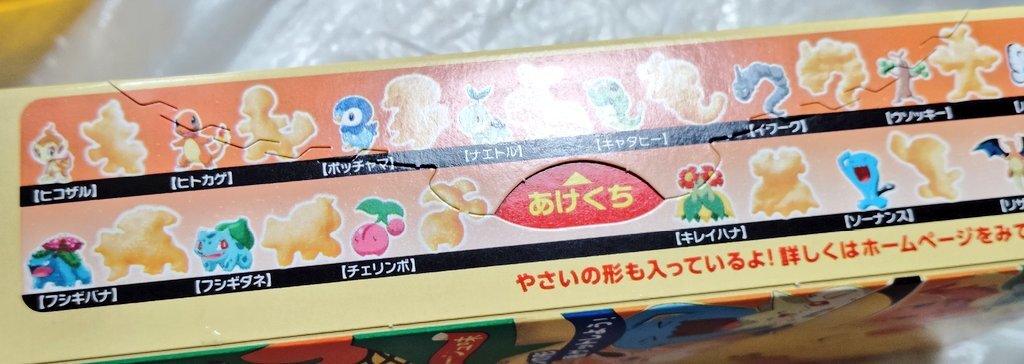 【ヒコザル】
【ヒトカゲ】
【ポッチャマ】
【ナエトル】
【キャタピー】
【イワーク】
【ウソッキー】
【フシギバナ】
【フシギダネ】
【チェリンボ】
あけくち
【キレイハナ】
【ソーナンス】
やさいの形も入っているよ!詳しくはホームページをみて